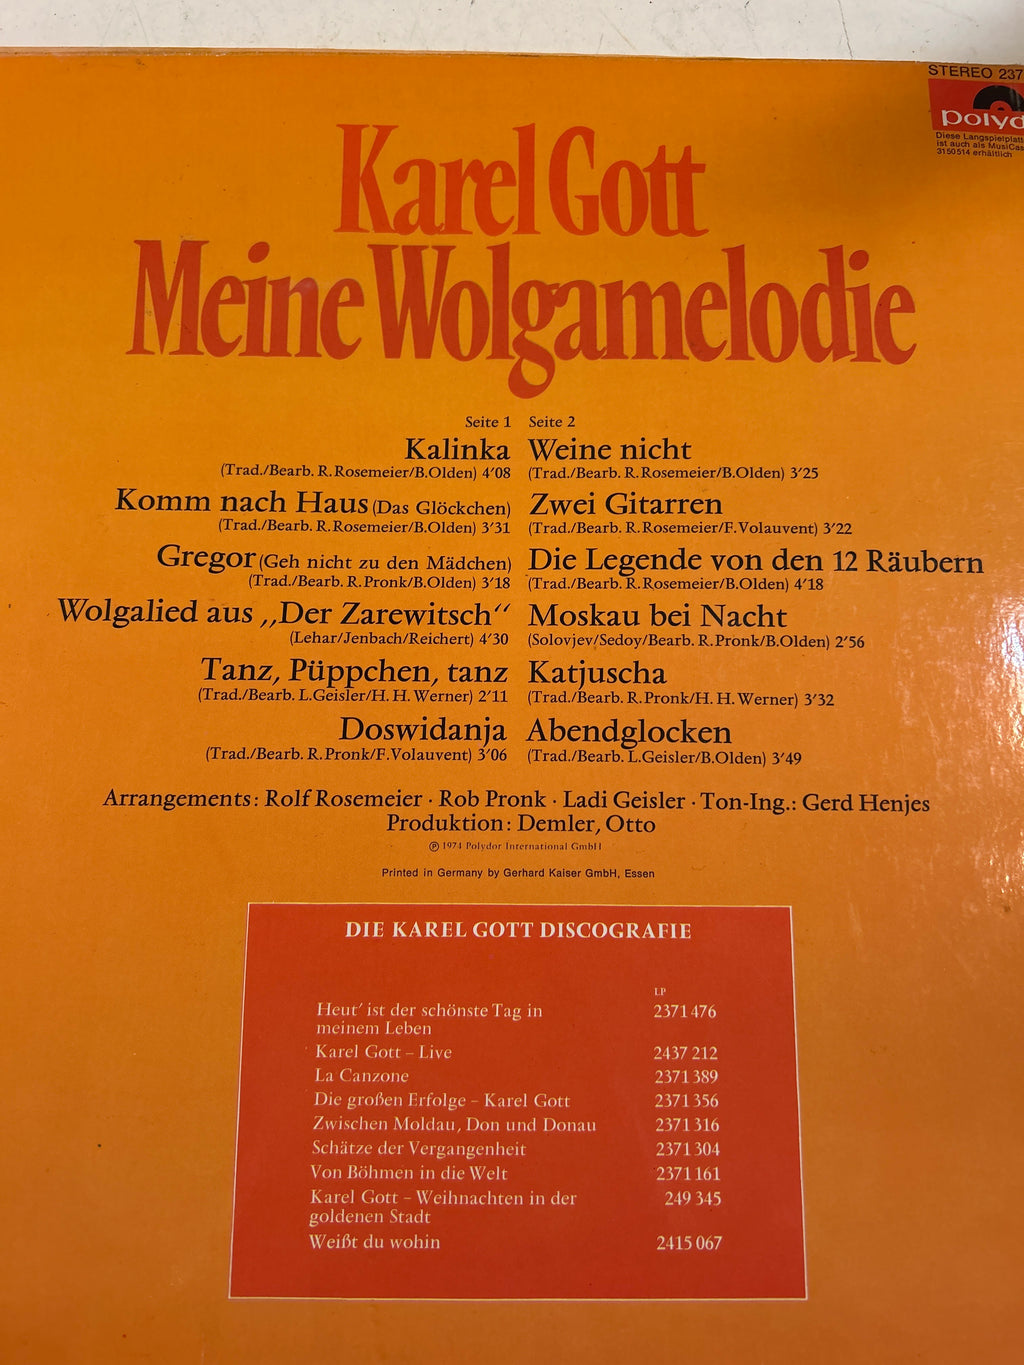 STEREO 237
polyd
Diese Langspielplatt
ist auch als MusiCas
3150514 erhältlich
Karel Gott
Meine Wolgamelodie
Seite 1
Kalinka
(Trad./Bearb. R. Rosemeier/B. Olden) 4'08
Komm nach Haus (Das Glöckchen)
(Trad./Bearb. R. Rosemeier/B. Olden) 3'31
Gregor (Geh nicht zu den Mädchen)
(Trad./Bearb. R. Pronk/B. Olden) 3'18
Wolgalied aus ,,Der Zarewitsch“
(Lehar/Jenbach/Reichert) 4'30
Tanz, Püppchen, tanz
(Trad./Bearb. L. Geisler/H. H. Werner) 2'11
Doswidanja
(Trad./Bearb. R. Pronk/F. Volauvent) 3'06
Seite 2
Weine nicht
(Trad./Bearb. R. Rosemeier/B. Olden) 3'25
Zwei Gitarren
(Trad./Bearb. R. Rosemeier/F. Volauvent) 3'22
Die Legende von den 12 Räubern
(Trad./Bearb. R. Rosemeier/B. Olden) 4'18
Moskau bei Nacht
(Solovjev/Sedoy/Bearb. R. Pronk/B. Olden) 2'56
Katjuscha
(Trad./Bearb. R. Pronk/H. H. Werner) 3'32
Abendglocken
(Trad./Bearb. L. Geisler/B. Olden) 3'49
Arrangements: Rolf Rosemeier · Rob Pronk · Ladi Geisler · Ton-Ing.: Gerd Henjes
Produktion: Demler, Otto
℗ 1974 Polydor International GmbH
Printed in Germany by Gerhard Kaiser GmbH, Essen
DIE KAREL GOTT DISCOGRAFIE
LP
Heut' ist der schönste Tag in 2371 476
meinem Leben
Karel Gott – Live 2437 212
La Canzone 2371 389
Die großen Erfolge – Karel Gott 2371 356
Zwischen Moldau, Don und Donau 2371 316
Schätze der Vergangenheit 2371 304
Von Böhmen in die Welt 2371 161
Karel Gott – Weihnachten in der 249 345
goldenen Stadt
Weißt du wohin 2415 067